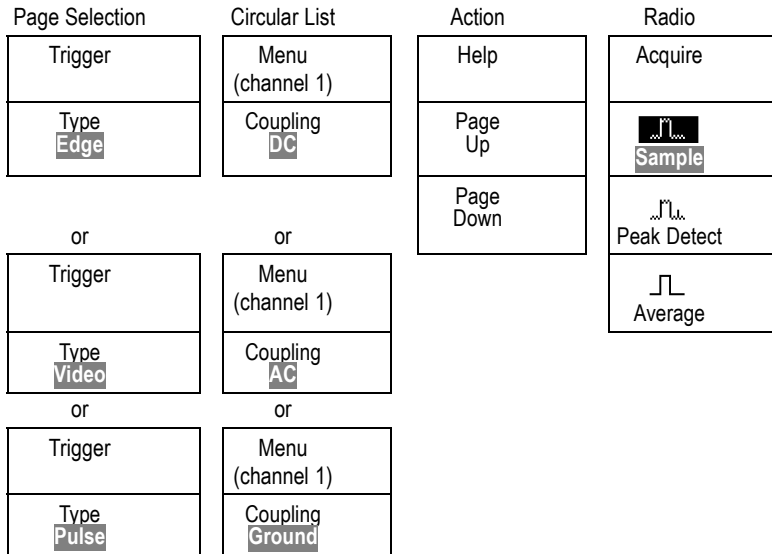 Page Selection
Trigger
Type
Edge
or
Trigger
Type
Video
or
Trigger
Type
Pulse
Circular List
Menu
(channel 1)
Coupling
DC
or
Menu
(channel 1)
Coupling
AC
or
Menu
(channel 1)
Coupling
Ground
Action
Help
Page
Up
Page
Down
Radio
Acquire
Sample
Peak Detect
Average